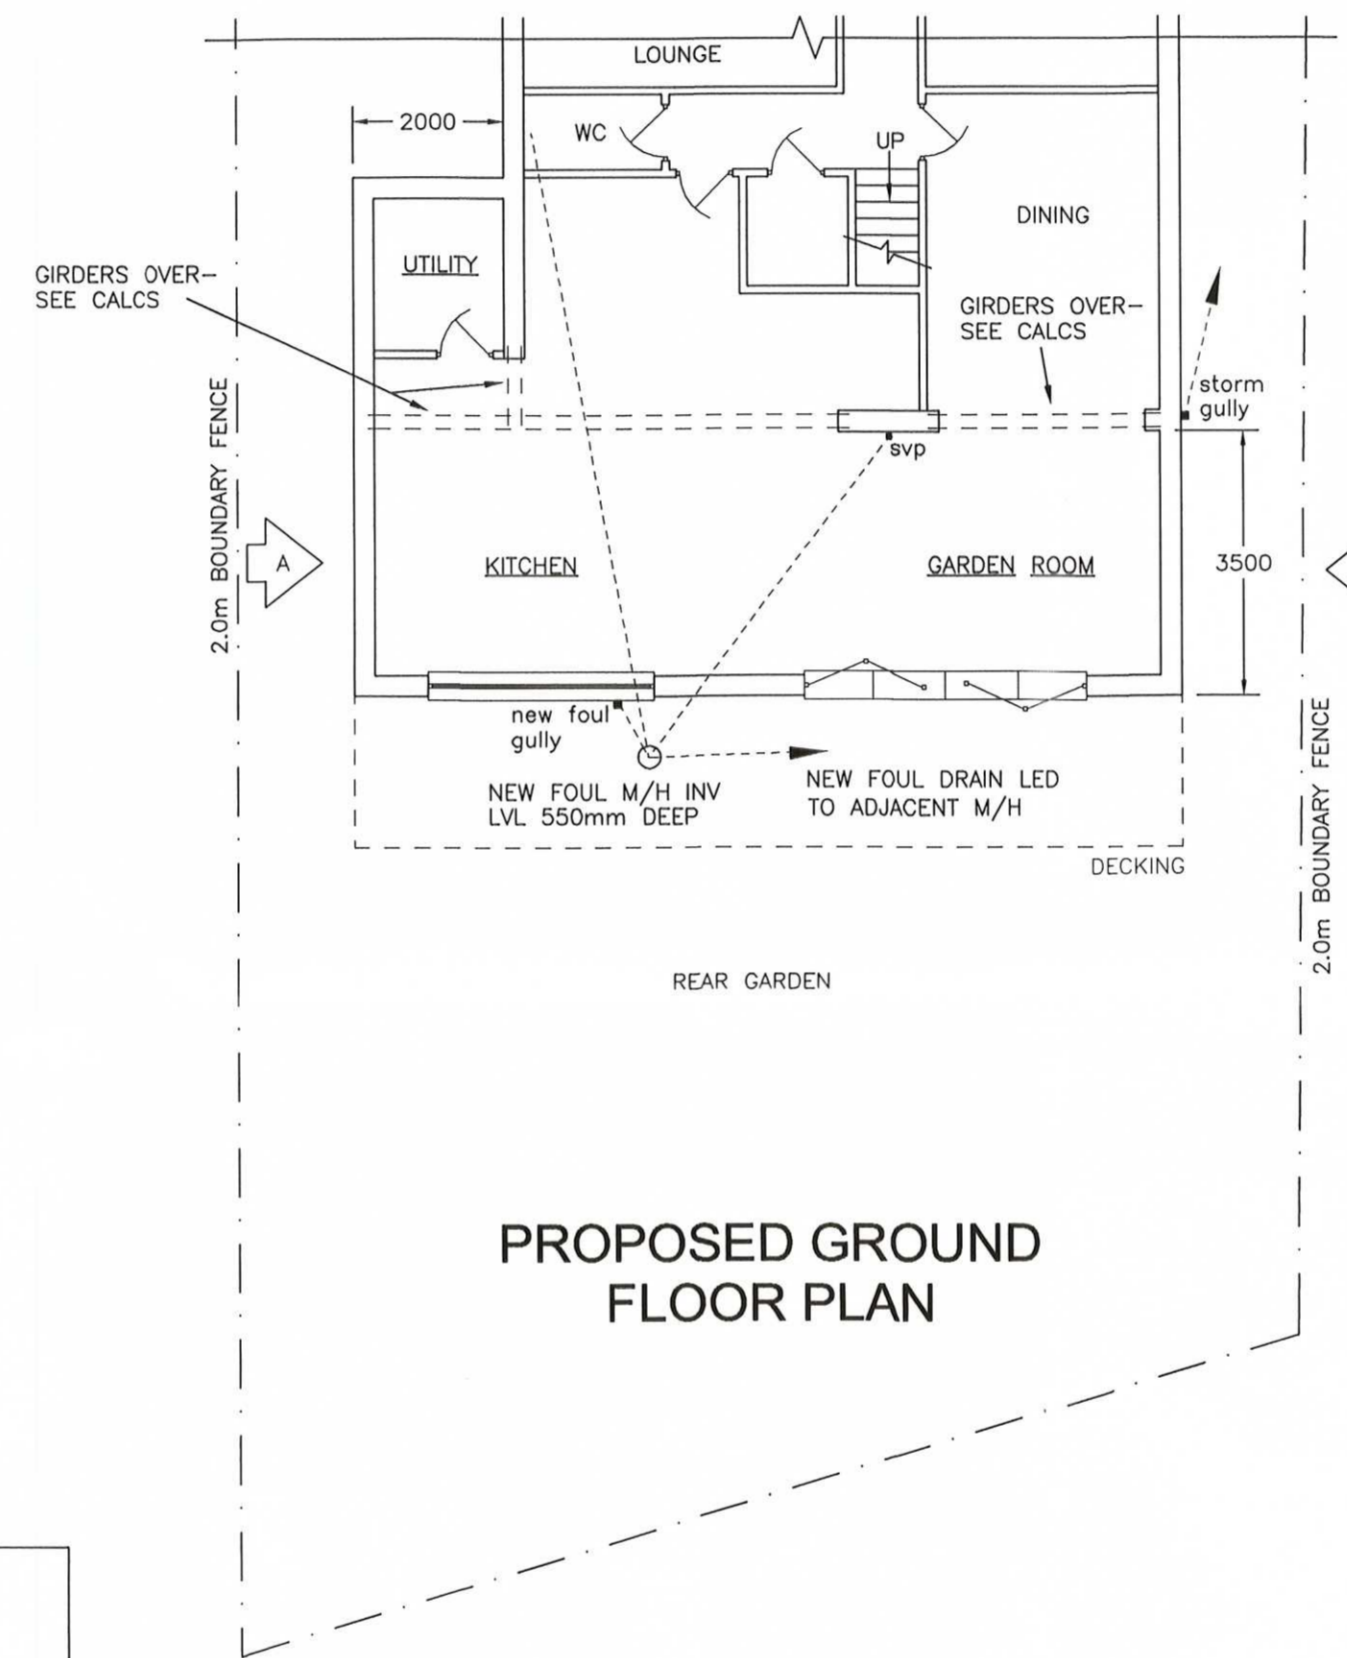 LOUNGE
2000
WC
UP
DINING
UTILITY
GIRDERS OVER-
SEE CALCS
GIRDERS OVER-
SEE CALCS
storm
gully
svp
2.0m BOUNDARY FENCE
A
KITCHEN
GARDEN ROOM
3500
new foul
gully
NEW FOUL M/H INV
LVL 550mm DEEP
NEW FOUL DRAIN LED
TO ADJACENT M/H
DECKING
2.0m BOUNDARY FENCE
REAR GARDEN
PROPOSED GROUND
FLOOR PLAN